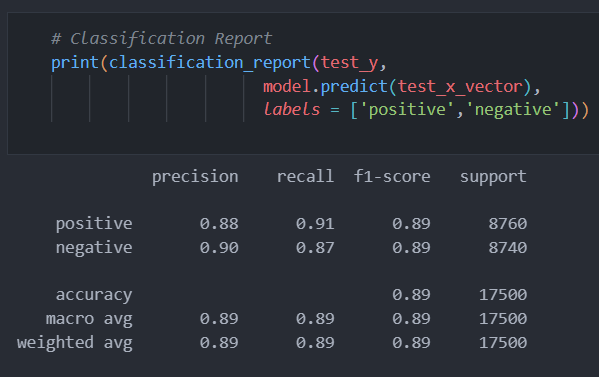 # Classification Report
print(classification_report(test_y,
model.predict(test_x_vector),
labels = ['positive','negative']))
precision recall f1-score support
positive 0.88 0.91 0.89 8760
negative 0.90 0.87 0.89 8740
accuracy 0.89 17500
macro avg 0.89 0.89 0.89 17500
weighted avg 0.89 0.89 0.89 17500